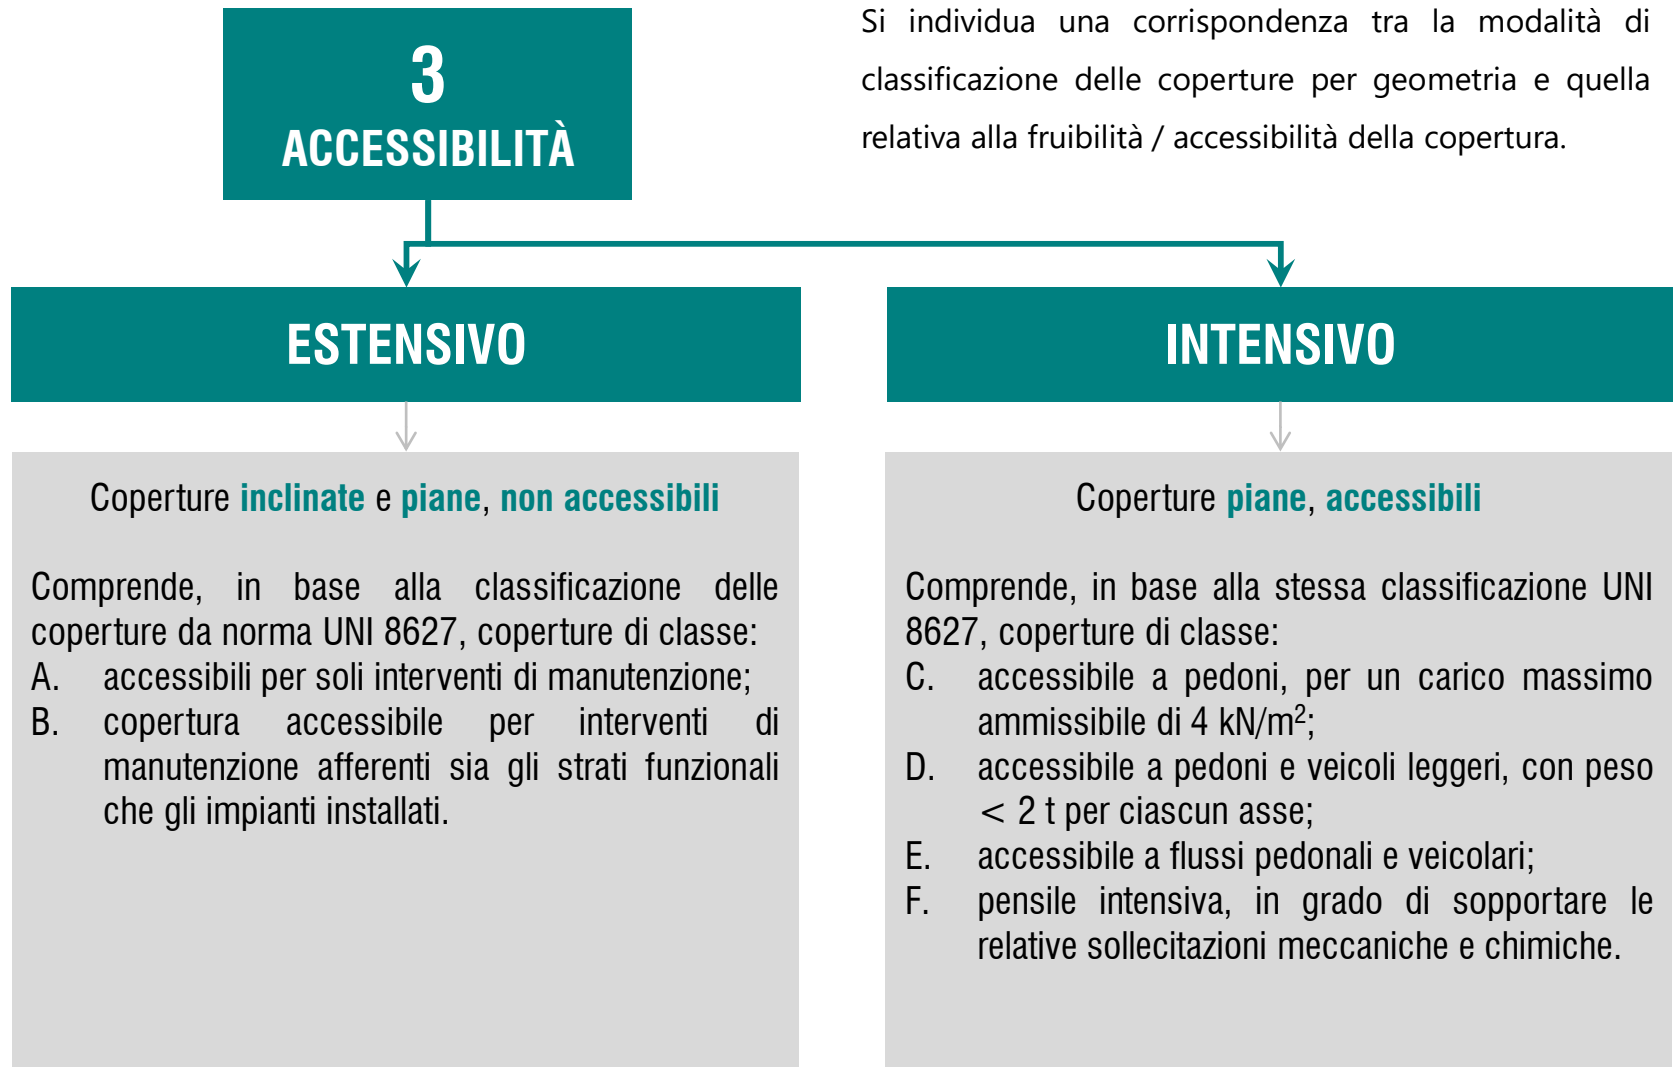 3
ACCESSIBILITÀ
Si individua una corrispondenza tra la modalità di
classificazione delle coperture per geometria e quella
relativa alla fruibilità / accessibilità della copertura.
ESTENSIVO
Coperture inclinate e piane, non accessibili
Comprende, in base alla classificazione delle
coperture da norma UNI 8627, coperture di classe:
A. accessibili per soli interventi di manutenzione;
B. copertura accessibile per interventi di
manutenzione afferenti sia gli strati funzionali
che gli impianti installati.
INTENSIVO
Coperture piane, accessibili
Comprende, in base alla stessa classificazione UNI
8627, coperture di classe:
C. accessibile a pedoni, per un carico massimo
ammissibile di 4 kN/m²;
D. accessibile a pedoni e veicoli leggeri, con peso
< 2 t per ciascun asse;
E. accessibile a flussi pedonali e veicolari;
F. pensile intensiva, in grado di sopportare le
relative sollecitazioni meccaniche e chimiche.